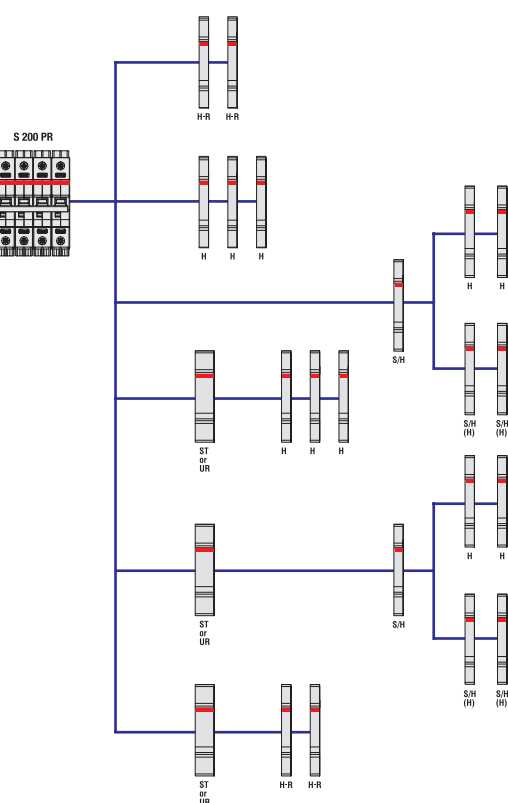 H-R H-R
S 200 PR
H H H
H H
S/H
S/H S/H
(H) (H)
ST
or
UR
H H H
H H
ST
or
UR
S/H
S/H S/H
(H) (H)
ST
or
UR
H-R H-R